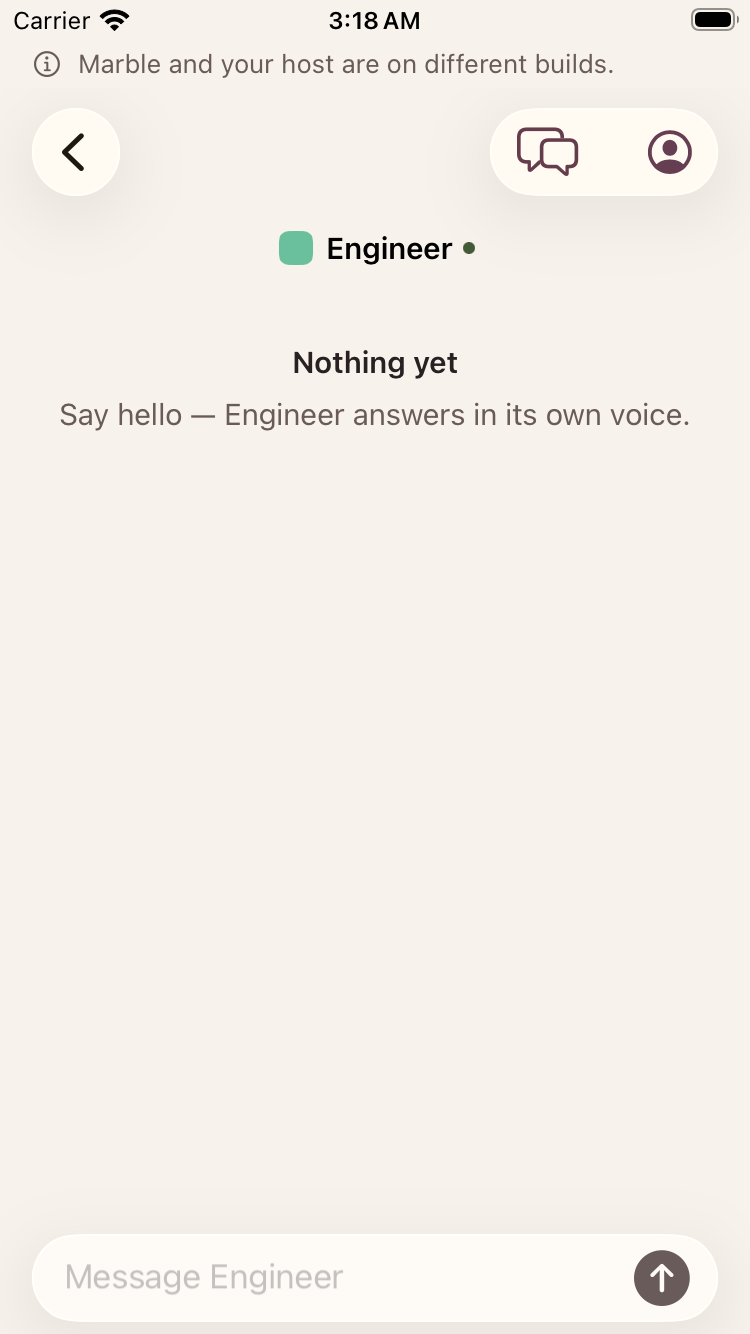 Carrier 3:18 AM
Marble and your host are on different builds.
Engineer
Nothing yet
Say hello — Engineer answers in its own voice.
Message Engineer